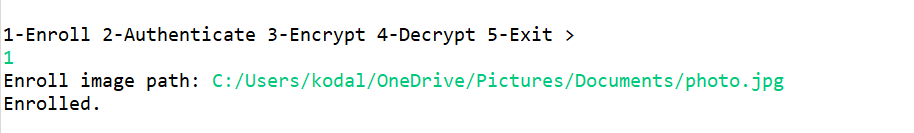 1-Enroll 2-Authenticate 3-Encrypt 4-Decrypt 5-Exit >
1
Enroll image path: C:/Users/kodal/OneDrive/Pictures/Documents/photo.jpg
Enrolled.